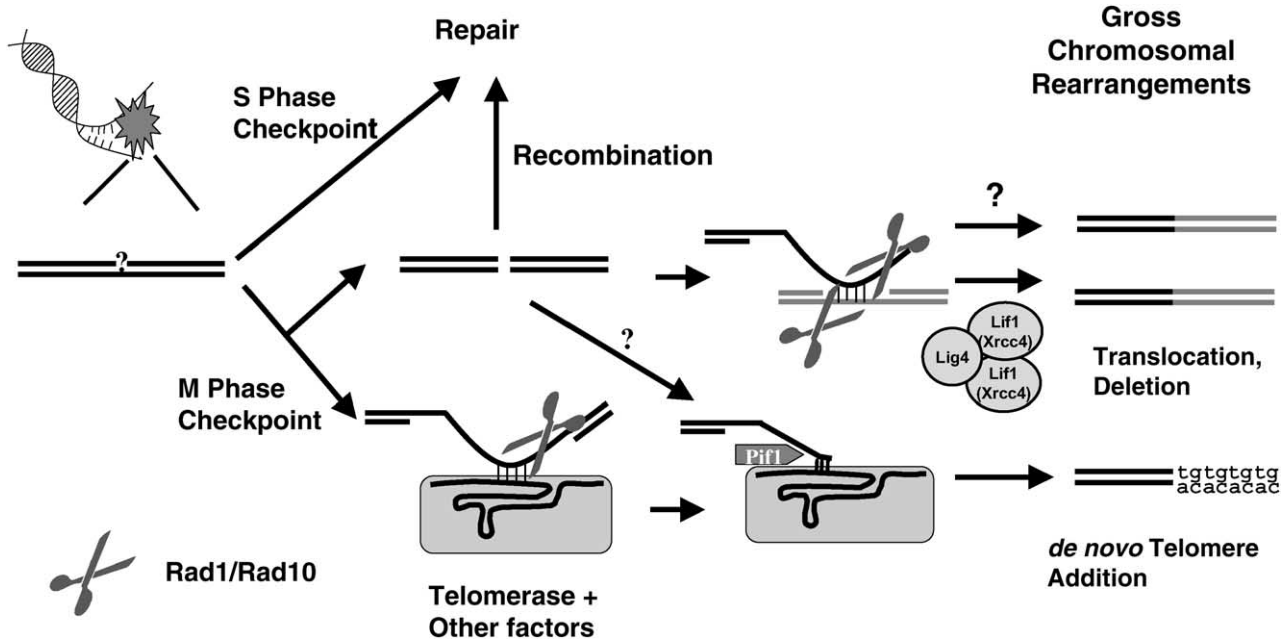 Repair
Gross
Chromosomal
Rearrangements
S Phase
Checkpoint
Recombination
?
?
?
Lif1
(Xrcc4)
Lig4
Lif1
(Xrcc4)
Translocation,
Deletion
M Phase
Checkpoint
Pif1
tgtgtgtg
acacacac
de novo Telomere
Addition
Rad1/Rad10
Telomerase +
Other factors